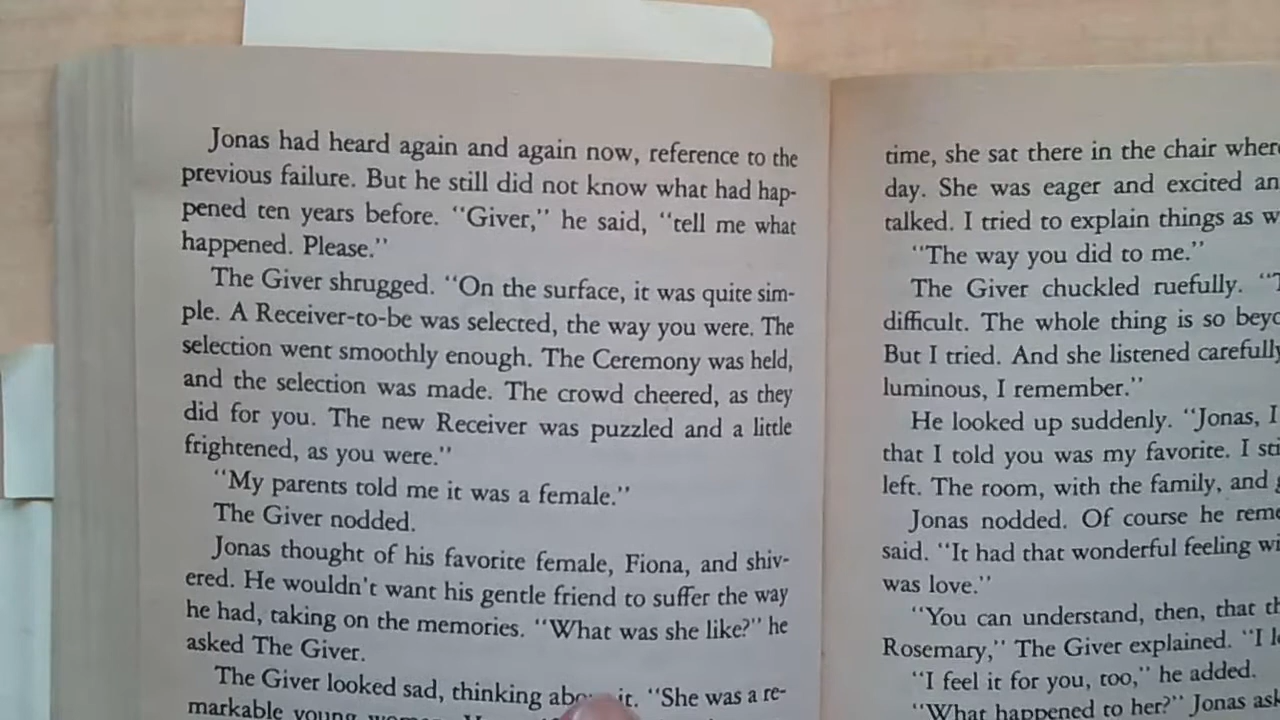 Jonas had heard again and again now, reference to the
previous failure. But he still did not know what had hap-
pened ten years before. “Giver,” he said, “tell me what
happened. Please.”
The Giver shrugged. “On the surface, it was quite sim-
ple. A Receiver-to-be was selected, the way you were. The
selection went smoothly enough. The Ceremony was held,
and the selection was made. The crowd cheered, as they
did for you. The new Receiver was puzzled and a little
frightened, as you were.”
“My parents told me it was a female.”
The Giver nodded.
Jonas thought of his favorite female, Fiona, and shiv-
ered. He wouldn't want his gentle friend to suffer the way
he had, taking on the memories. “What was she like?” he
asked The Giver.
The Giver looked sad, thinking it. “She was a re-
markable young
time, she sat there in the chair
day. She was eager and excited
talked. I tried to explain things as
“The way you did to me.”
The Giver chuckled ruefully.
difficult. The whole thing is so
But I tried. And she listened
luminous, I remember.”
He looked up suddenly. “Jonas,
that I told you was my favorite. I
left. The room, with the family, and
Jonas nodded. Of course he
said. “It had that wonderful feeling
was love.”
“You can understand, then, that
Rosemary,” The Giver explained. “I
“I feel it for you, too,” he added.
“What happened to her?” Jonas